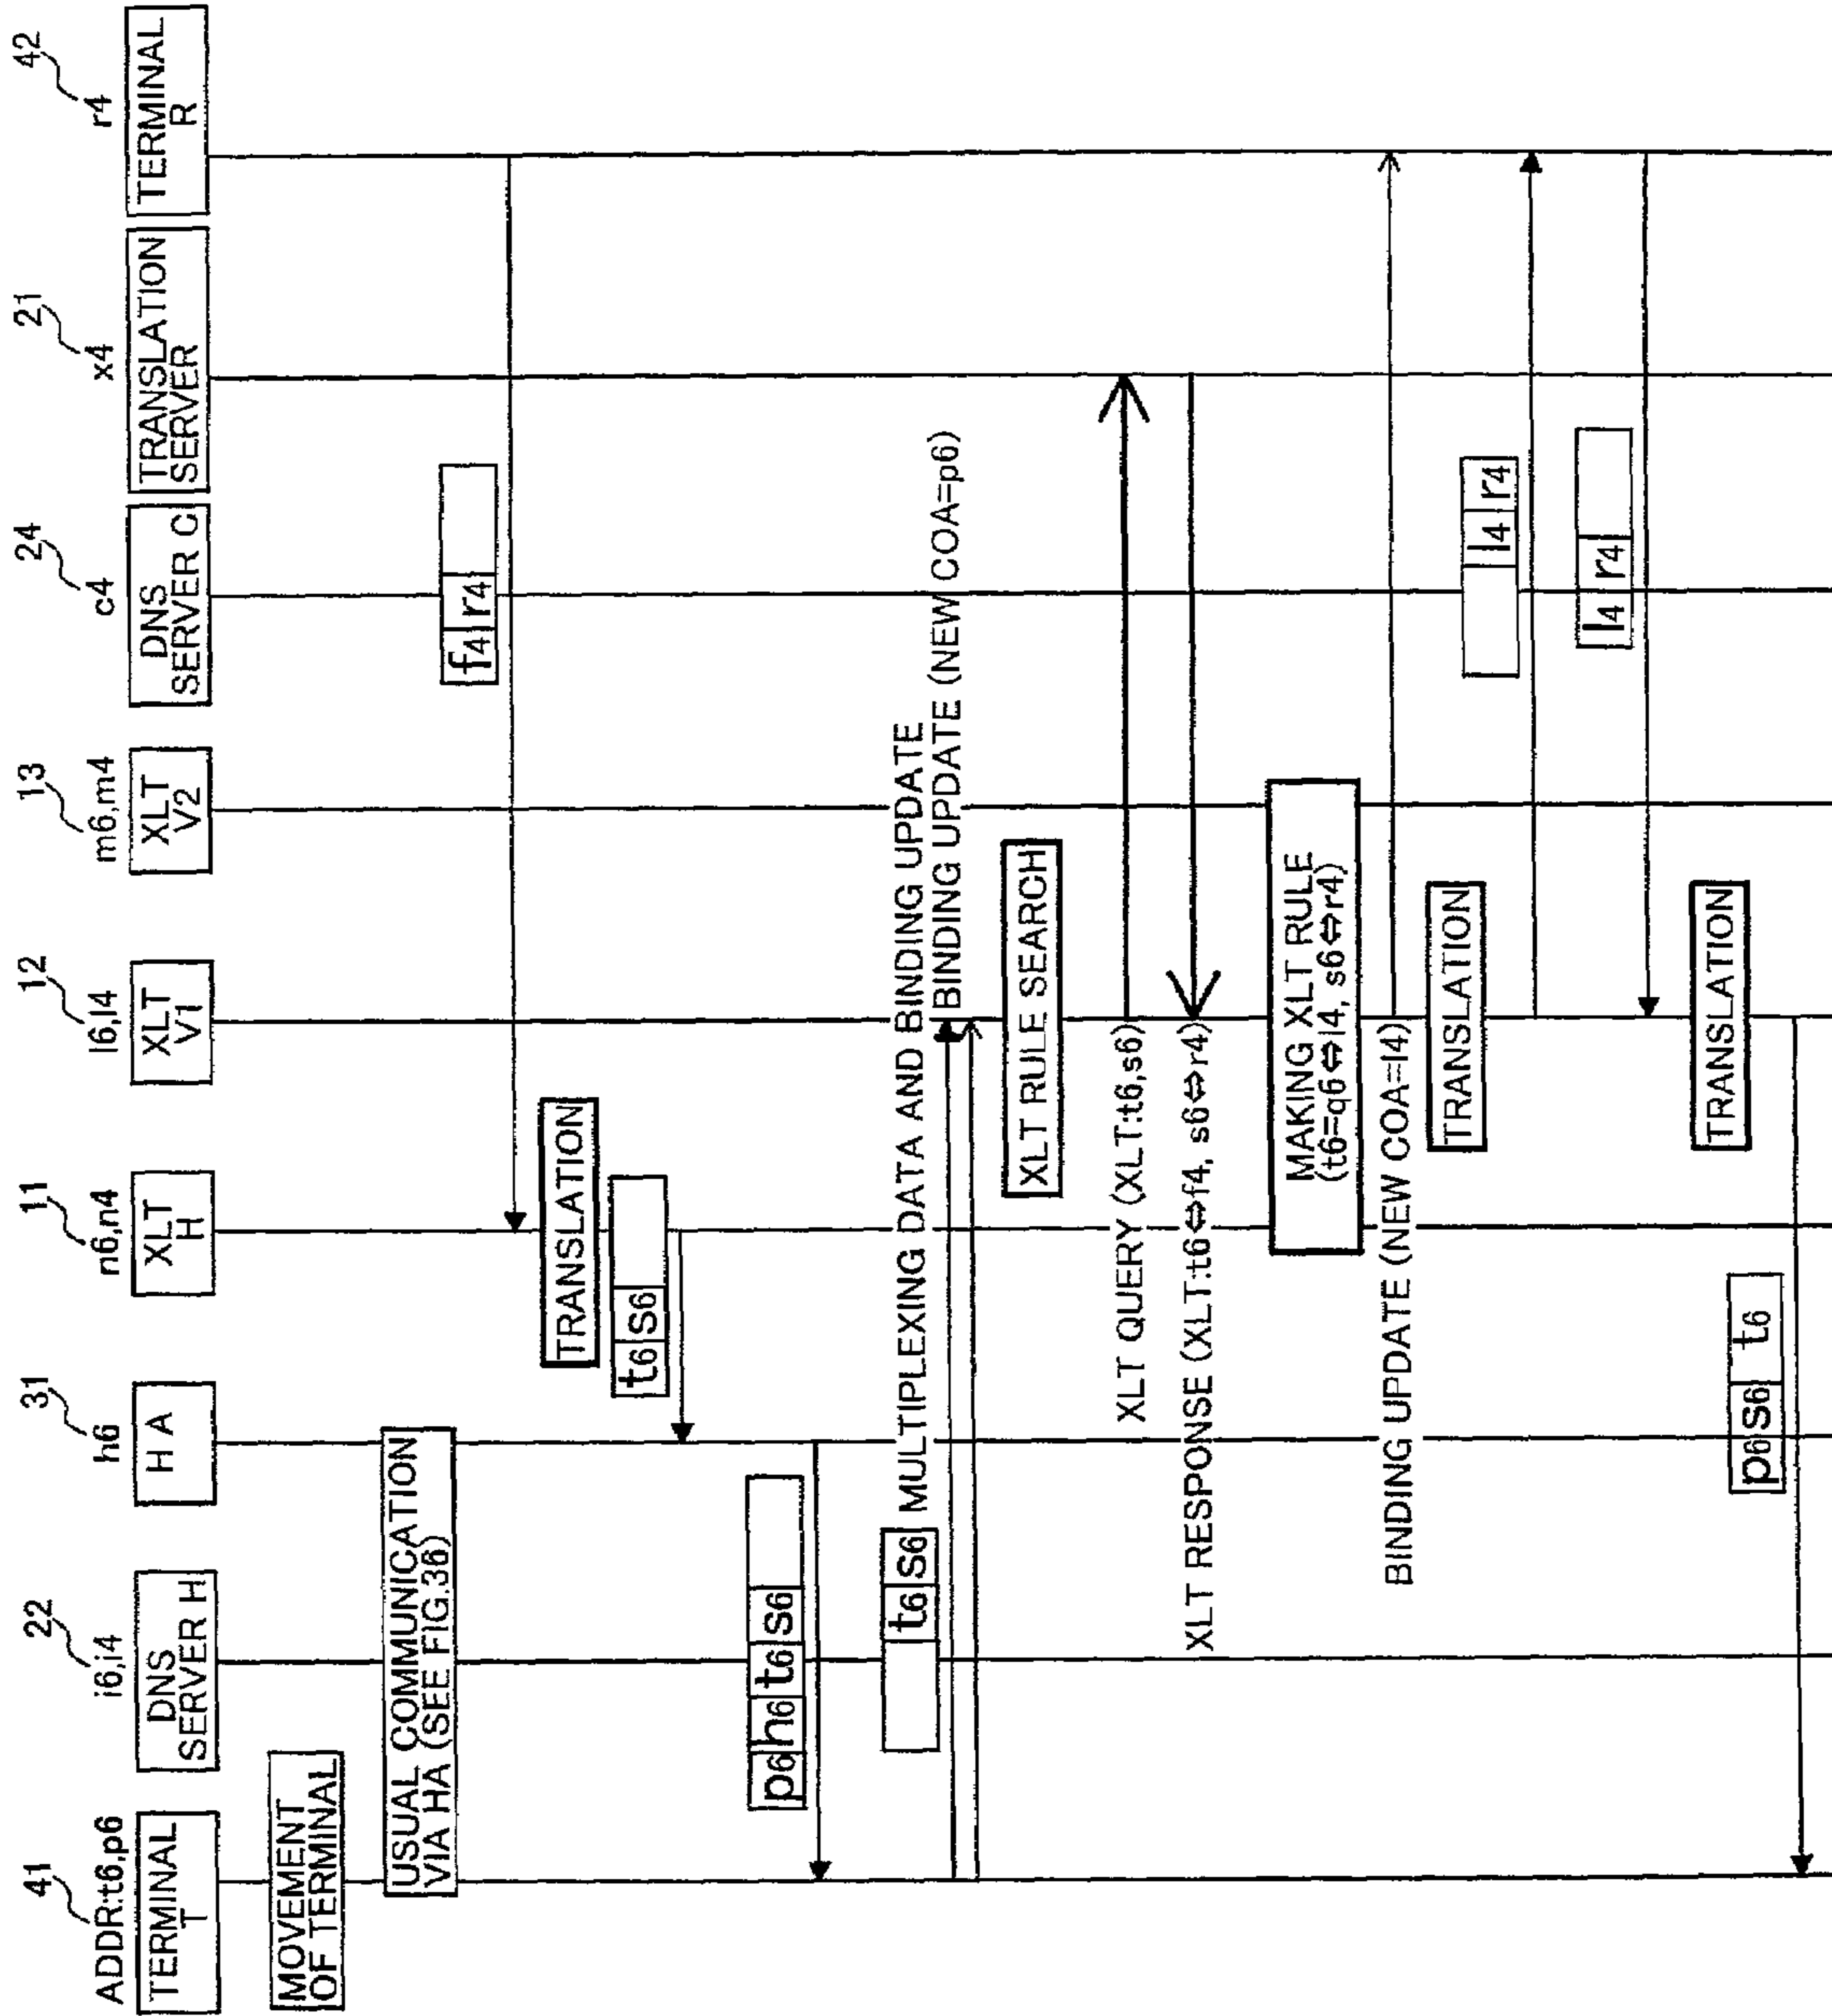 41
ADDR:t6,p6
TERMINAL
T
22
i6,i4
DNS
SERVER H
31
h6
H A
11
n6,n4
XLT
H
12
l6,l4
XLT
V1
13
m6,m4
XLT
V2
24
c4
DNS
SERVER C
21
x4
TRANSLATION
SERVER
42
r4
TERMINAL
R
MOVEMENT
OF TERMINAL
USUAL COMMUNICATION
VIA HA (SEE FIG.36)
f4 r4
TRANSLATION
t6 s6
p6 h6 t6 s6
t6 s6
MULTIPLEXING DATA AND BINDING UPDATE
BINDING UPDATE (NEW COA=p6)
XLT RULE SEARCH
XLT QUERY (XLT:t6,s6)
XLT RESPONSE (XLT:t6⇔f4, s6⇔r4)
MAKING XLT RULE
(t6=q6⇔l4, s6⇔r4)
BINDING UPDATE (NEW COA=l4)
TRANSLATION
l4 r4
l4 r4
TRANSLATION
p6 s6 t6